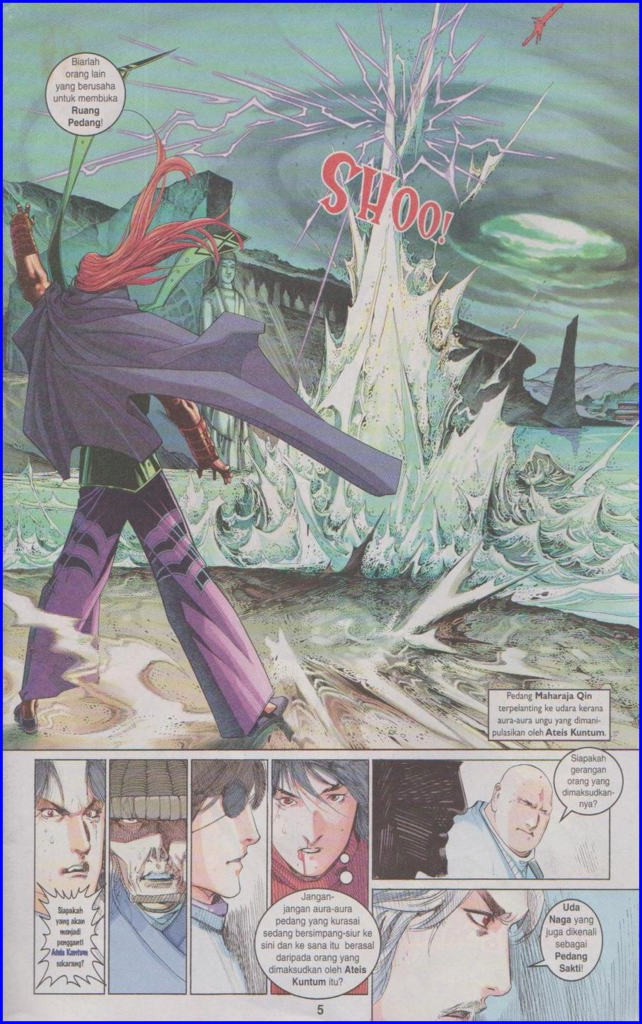 Biarlah
orang lain
yang berusaha
untuk membuka
Ruang
Pedang!
SHOO!
Pedang Maharaja Qin
terpelanting ke udara kerana
aura-aura ungu yang dimani-
pulasikan oleh Ateis Kuntum.
Siapakah
yang akan
menjadi
pengganti
Ateis Kuntum
sekarang?
Jangan-
jangan aura-aura
pedang yang kurasai
sedang bersimpang-siur ke
sini dan ke sana itu berasal
daripada orang yang
dimaksudkan oleh Ateis
Kuntum itu?
Siapakah
gerangan
orang yang
dimaksudkan-
nya?
Uda
Naga yang
juga dikenali
sebagai
Pedang
Sakti!
5